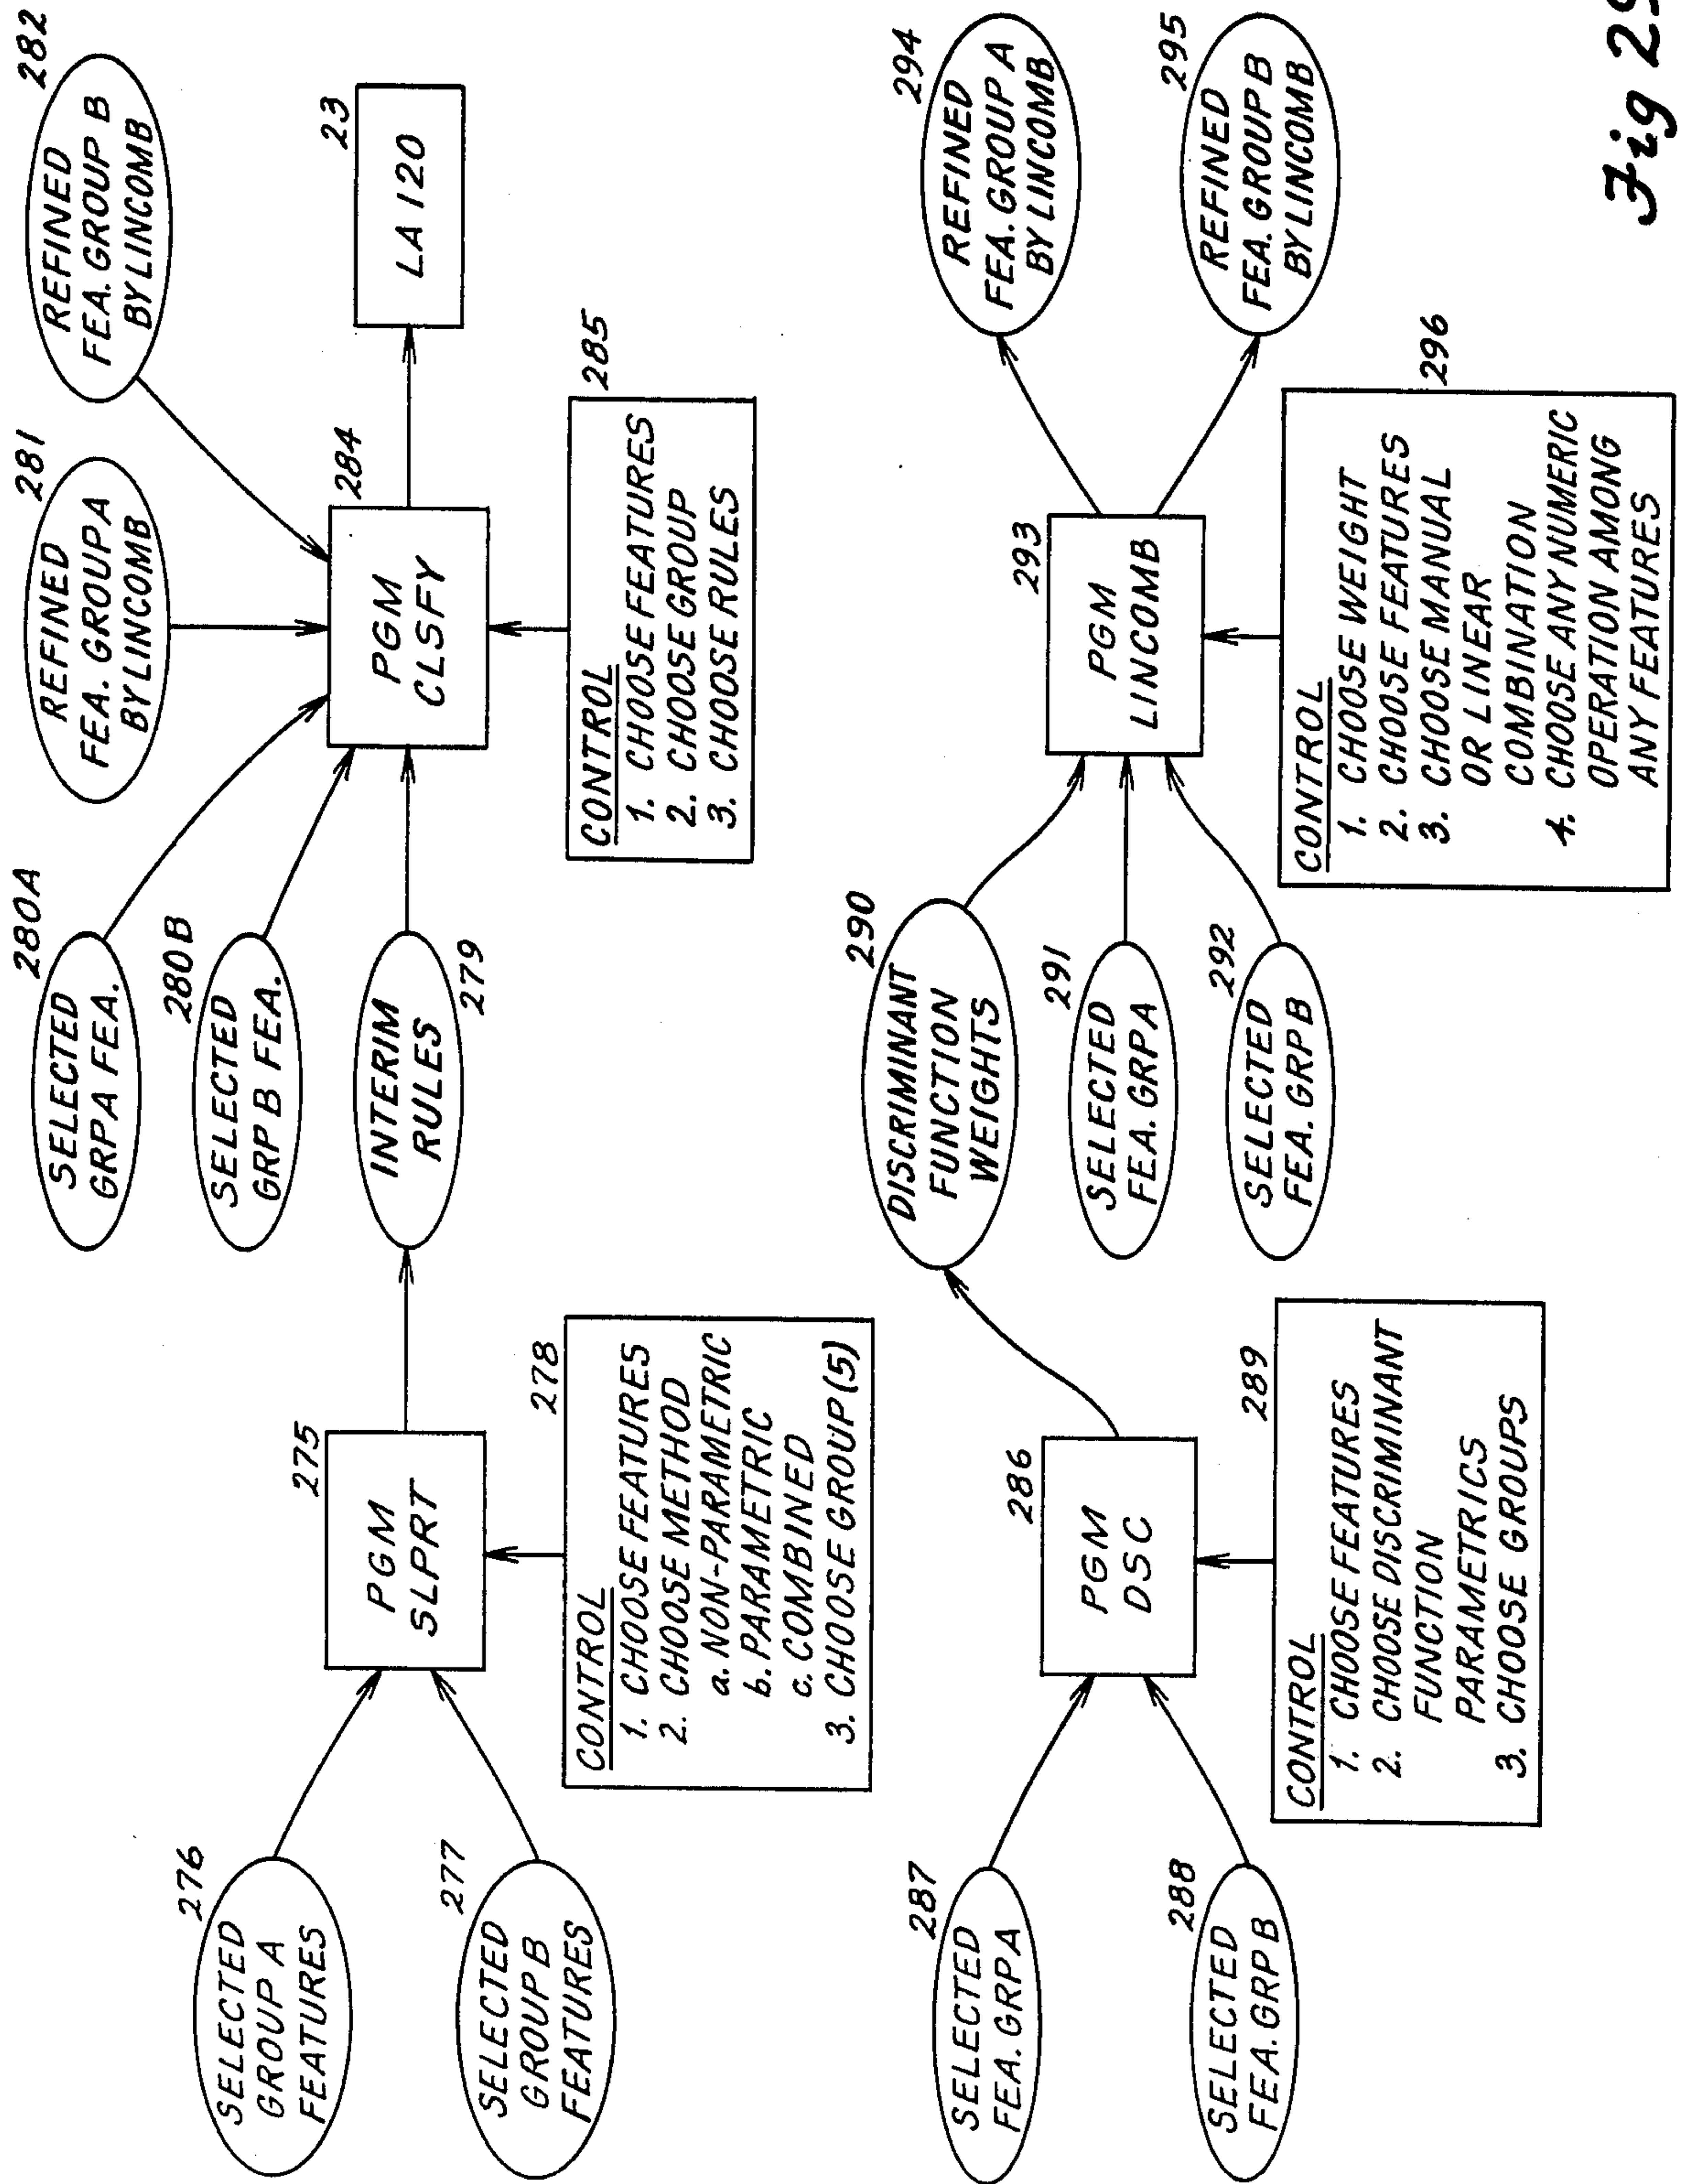 276
SELECTED
GROUP A
FEATURES
277
SELECTED
GROUP B
FEATURES
275
PGM
SLPRT
278
CONTROL
1. CHOOSE FEATURES
2. CHOOSE METHOD
a. NON-PARAMETRIC
b. PARAMETRIC
c. COMBINED
3. CHOOSE GROUP(5)
280A
SELECTED
GRP A FEA.
280B
SELECTED
GRP B FEA.
INTERIM
RULES
279
281
REFINED
FEA. GROUP A
BY LINCOMB
282
REFINED
FEA. GROUP B
BY LINCOMB
284
PGM
CLSFY
23
LA 120
285
CONTROL
1. CHOOSE FEATURES
2. CHOOSE GROUP
3. CHOOSE RULES
287
SELECTED
FEA. GRP A
288
SELECTED
FEA. GRP B
286
PGM
DSC
289
CONTROL
1. CHOOSE FEATURES
2. CHOOSE DISCRIMINANT
FUNCTION
PARAMETRICS
3. CHOOSE GROUPS
290
DISCRIMINANT
FUNCTION
WEIGHTS
291
SELECTED
FEA. GRP A
292
SELECTED
FEA. GRP B
293
PGM
LINCOMB
294
REFINED
FEA. GROUP A
BY LINCOMB
295
REFINED
FEA. GROUP B
BY LINCOMB
296
CONTROL
1. CHOOSE WEIGHT
2. CHOOSE FEATURES
3. CHOOSE MANUAL
OR LINEAR
COMBINATION
4. CHOOSE ANY NUMERIC
OPERATION AMONG
ANY FEATURES
Fig